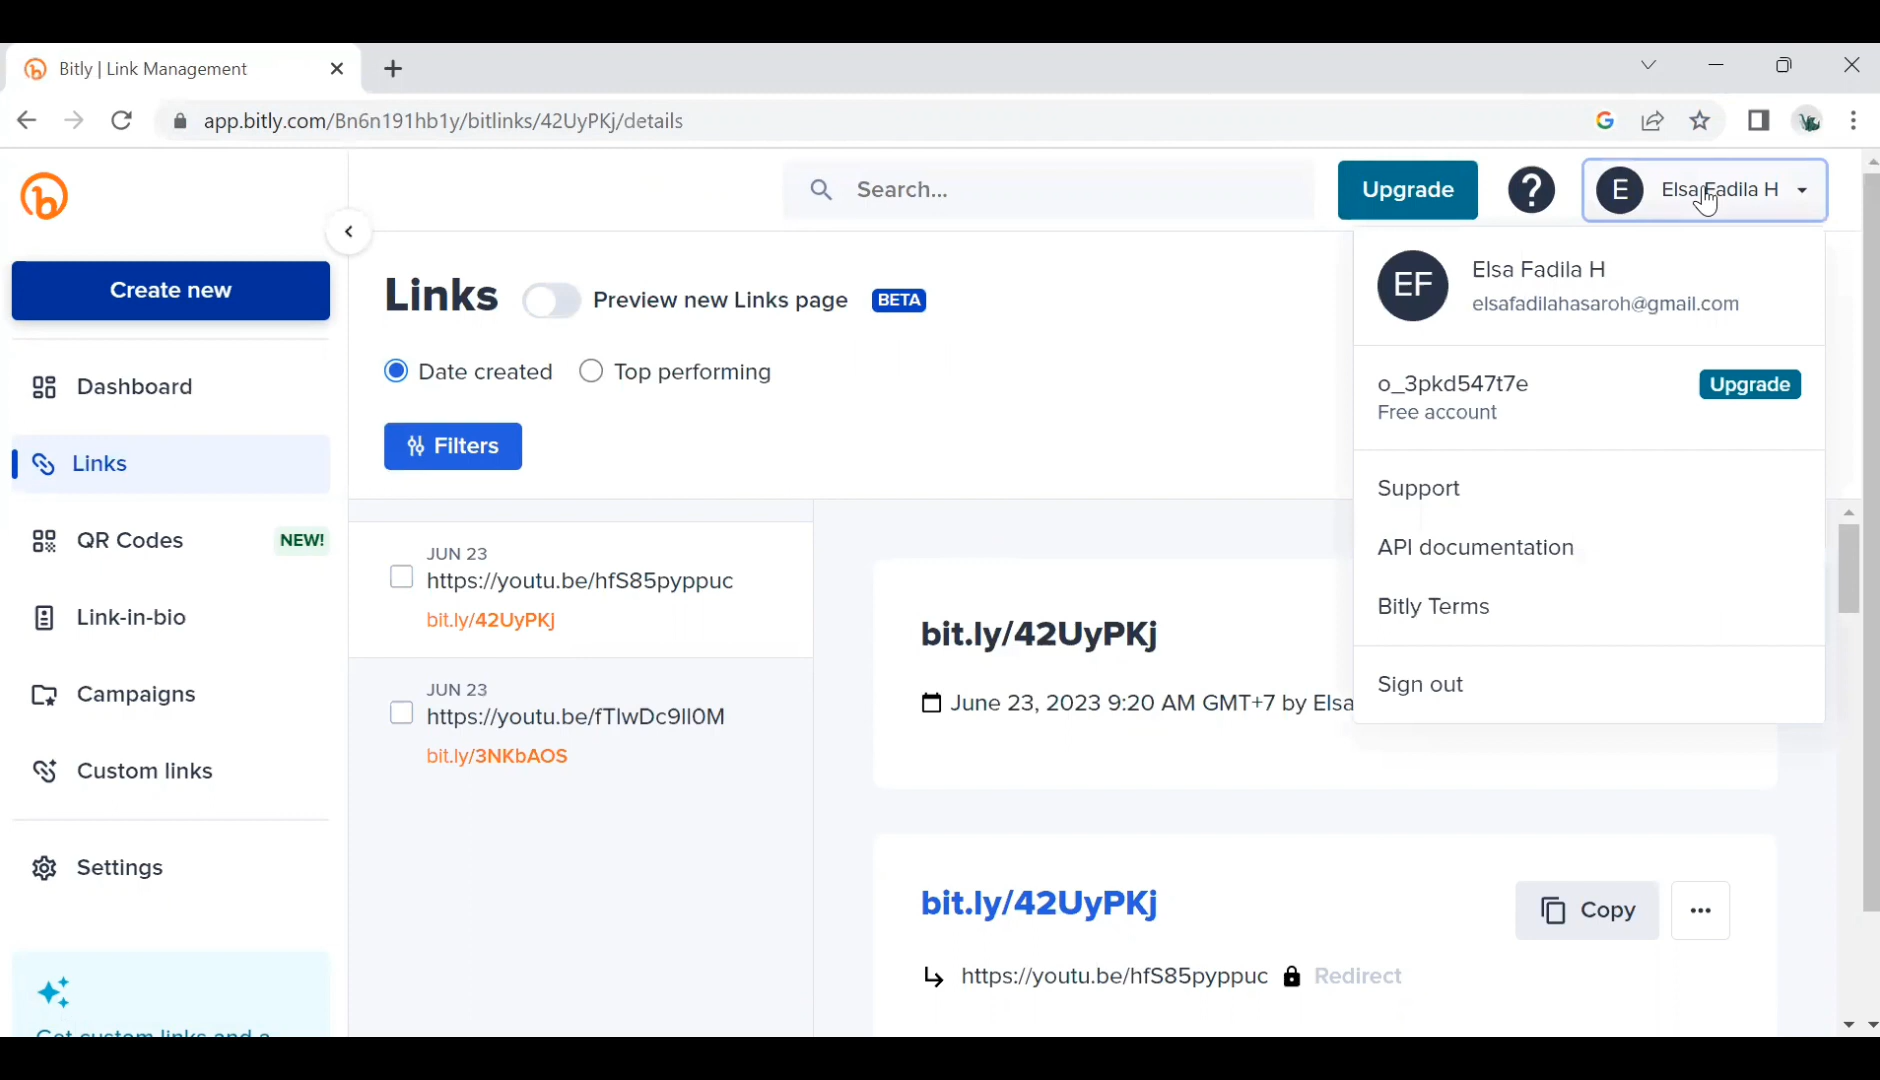 Bitly | Link Management
app.bitly.com/Bn6n191hb1y/bitlinks/42UyPKj/details
Search...
Upgrade
?
E
Elsa Fadila H
Create new
Dashboard
Links
QR Codes
NEW!
Link-in-bio
Campaigns
Custom links
Settings
Get custom links and a
Links
Preview new Links page
BETA
Date created
Top performing
Filters
JUN 23
https://youtu.be/hfS85pyppuc
bit.ly/42UyPKj
JUN 23
https://youtu.be/fTlwDc9ll0M
bit.ly/3NKbAOS
bit.ly/42UyPKj
June 23, 2023 9:20 AM GMT+7 by Elsa
bit.ly/42UyPKj
Copy
https://youtu.be/hfS85pyppuc
Redirect
EF
Elsa Fadila H
elsafadilahasaroh@gmail.com
o_3pkd547t7e
Upgrade
Free account
Support
API documentation
Bitly Terms
Sign out